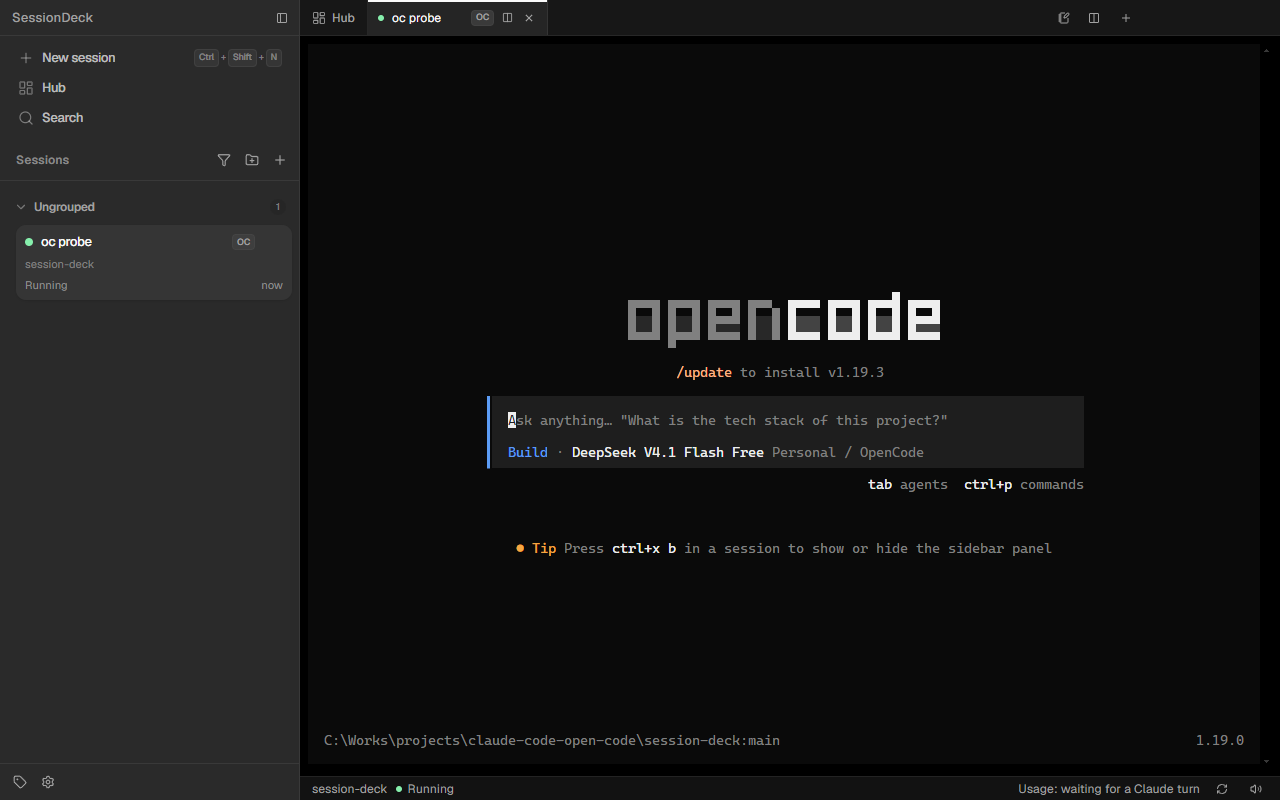 SessionDeck
New session Ctrl + Shift + N
Hub
Search
Sessions
Ungrouped 1
oc probe OC
session-deck
Running now
Hub oc probe OC
opencode
/update to install v1.19.3
Ask anything… "What is the tech stack of this project?"
Build · DeepSeek V4.1 Flash Free Personal / OpenCode
tab agents ctrl+p commands
● Tip Press ctrl+x b in a session to show or hide the sidebar panel
C:\Works\projects\claude-code-open-code\session-deck:main 1.19.0
session-deck Running Usage: waiting for a Claude turn